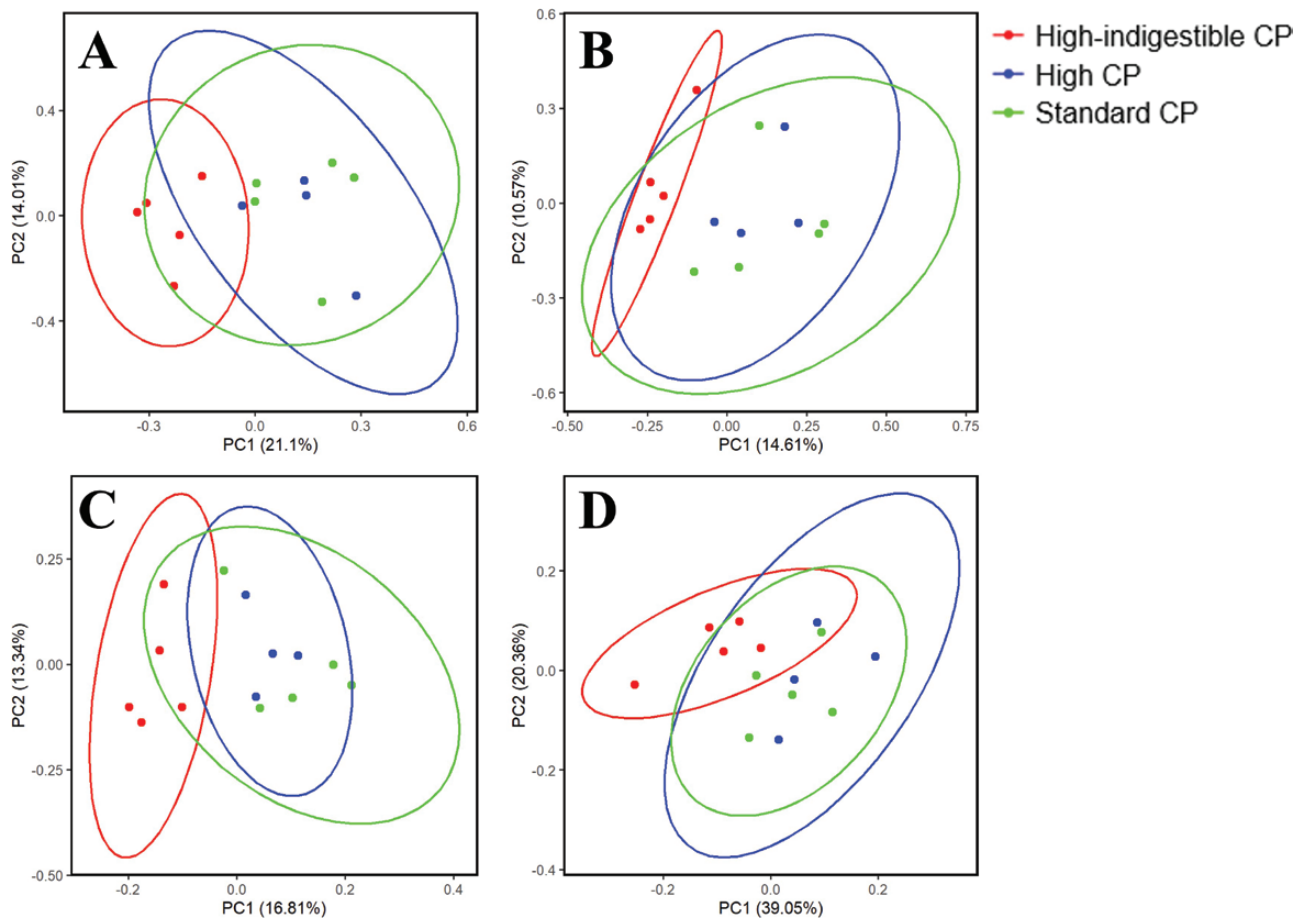 A
PC2 (14.01%)
0.4
0.0
-0.4
-0.3
0.0
0.3
0.6
PC1 (21.1%)
B
PC2 (10.57%)
0.6
0.3
0.0
-0.3
-0.6
-0.50
-0.25
0.00
0.25
0.50
0.75
PC1 (14.61%)
High-indigestible CP
High CP
Standard CP
C
PC2 (13.34%)
0.25
0.00
-0.25
-0.50
-0.2
0.0
0.2
0.4
PC1 (16.81%)
D
PC2 (20.36%)
0.2
0.0
-0.2
-0.4
-0.2
0.0
0.2
PC1 (39.05%)